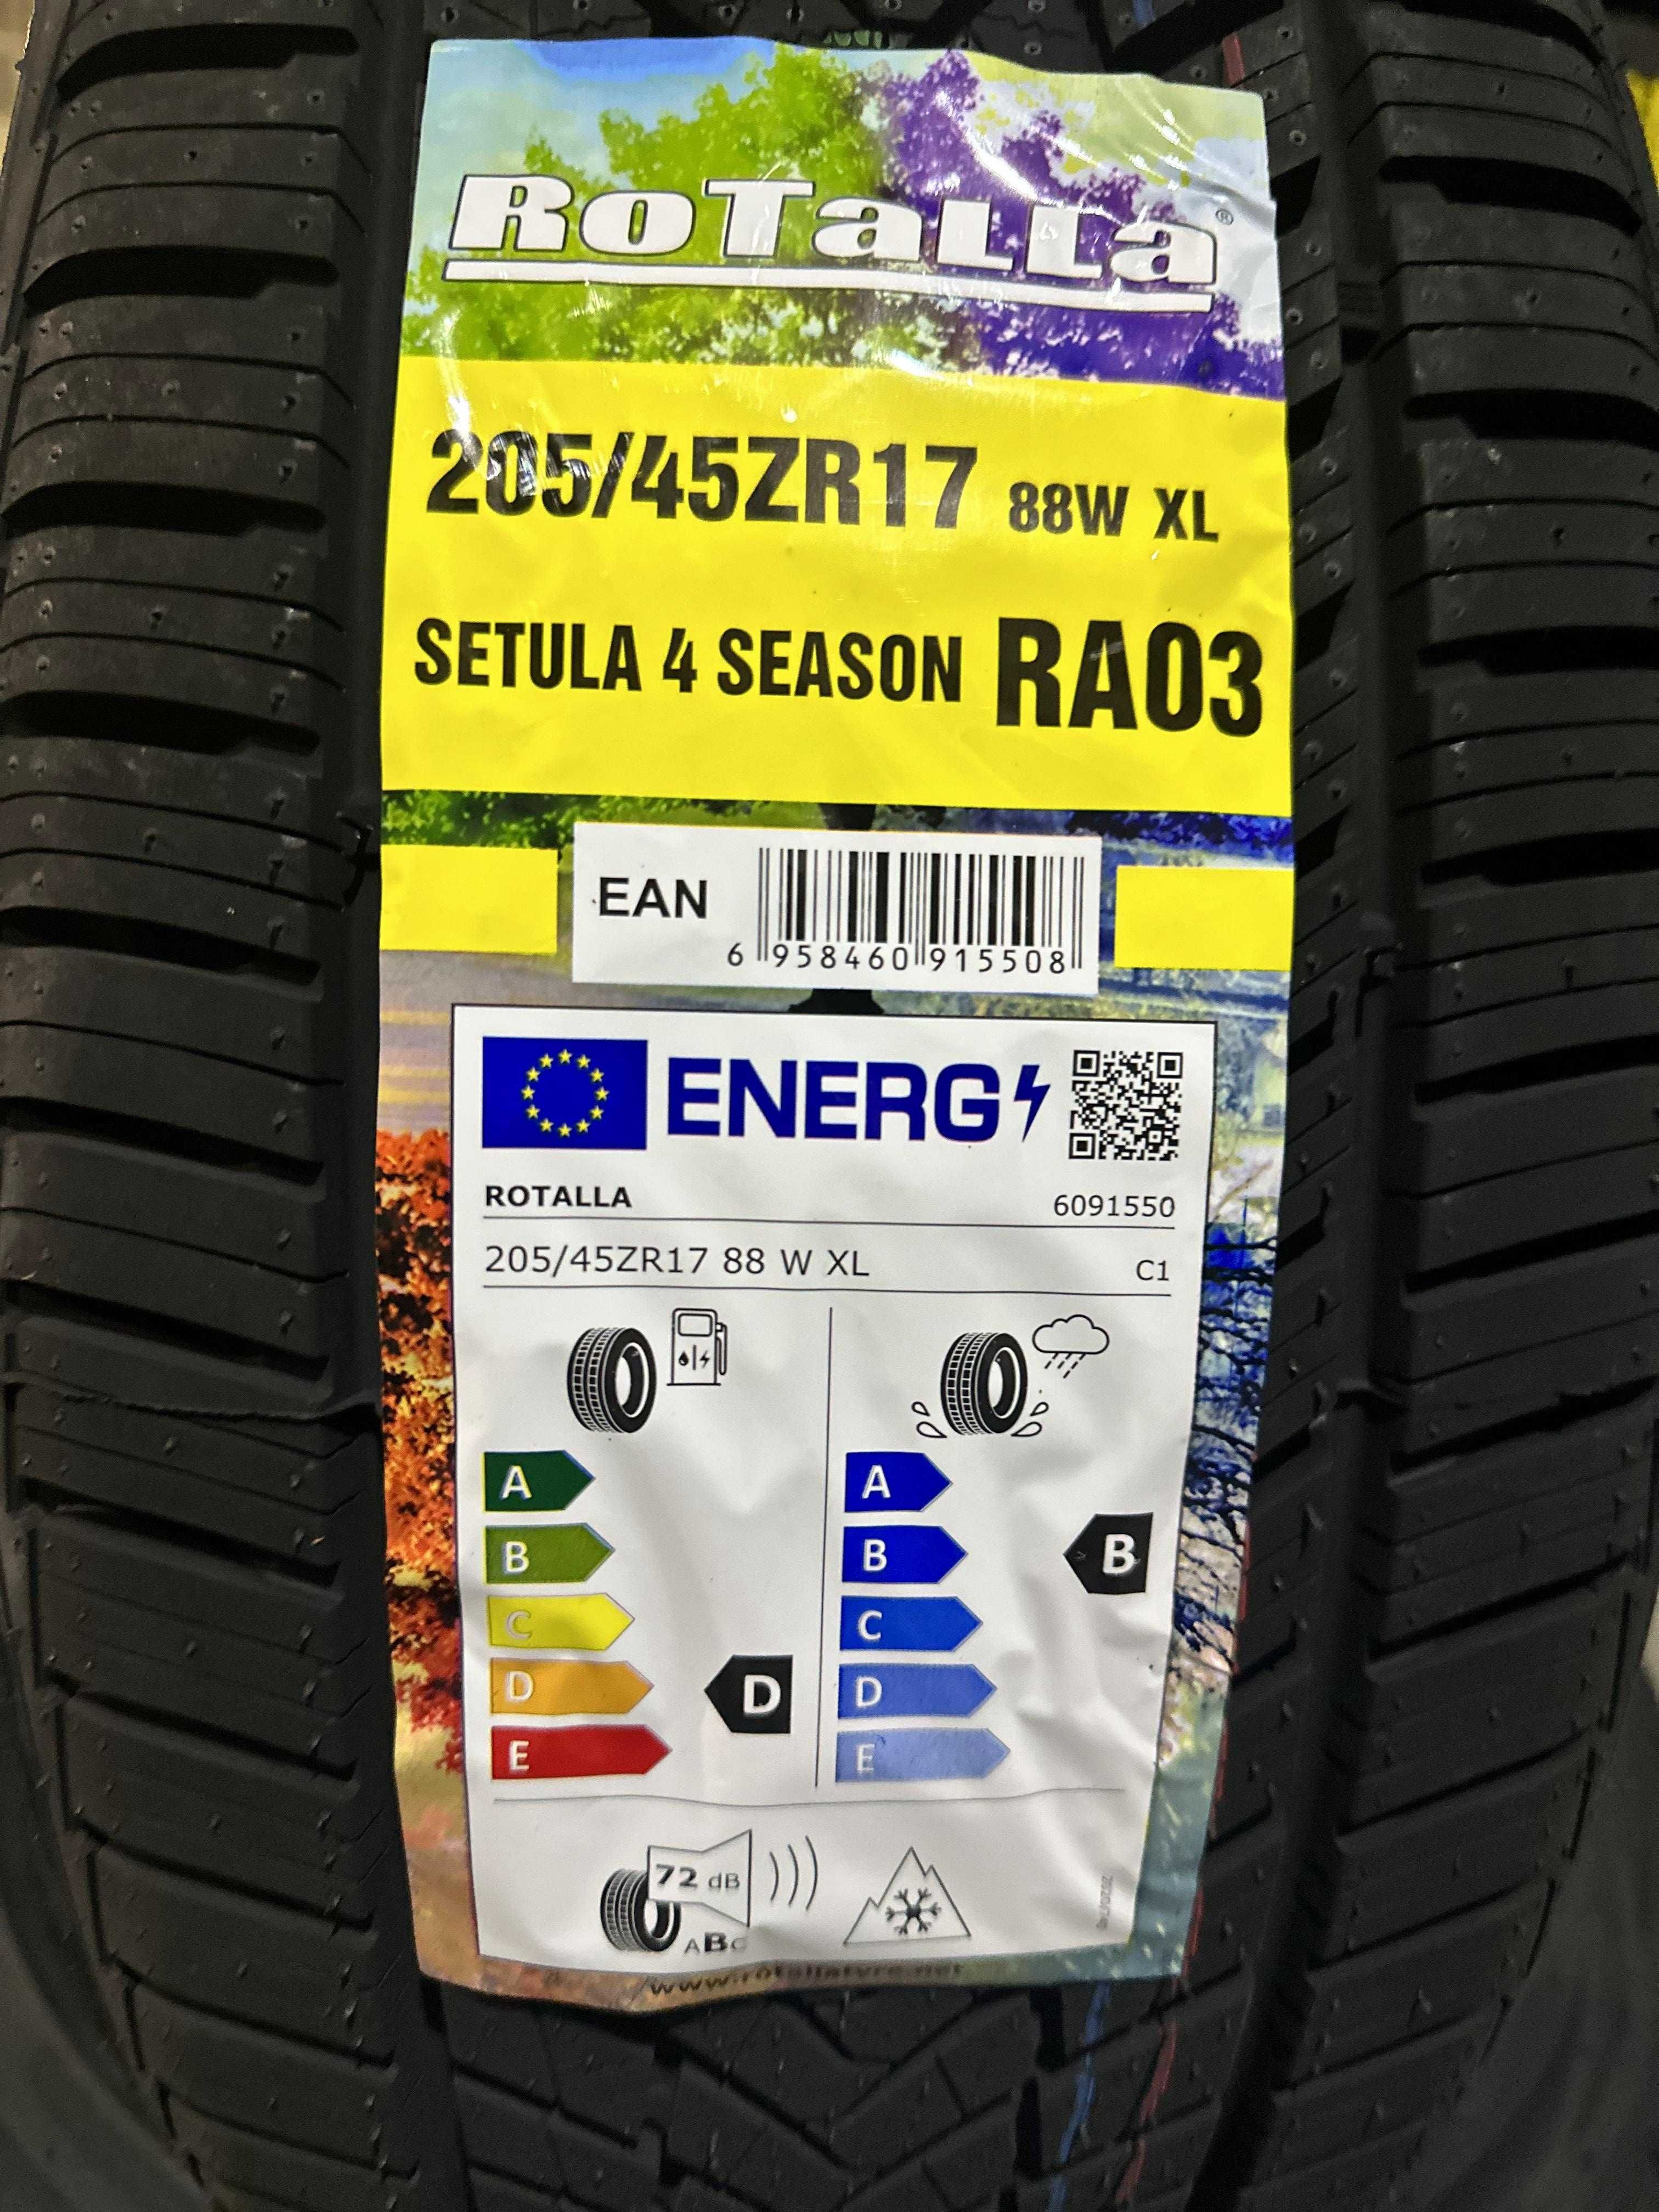 RoTaLLa®
205/45ZR17 88W XL
SETULA 4 SEASON RA03
EAN
6 958460 915508
ENERG
ROTALLA 6091550
205/45ZR17 88 W XL C1
A A
B B B
C C
D D D
E E
72 dB
ABC
www.rotallatyre.net